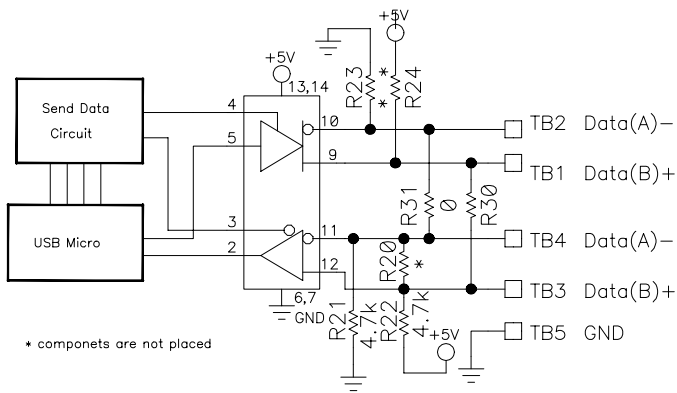 +5V
+5V
13,14
R23
*
*
R24
Send Data
Circuit
4
5
10
9
TB2 Data(A)-
TB1 Data(B)+
R31
0
R30
USB Micro
3
2
11
12
TB4 Data(A)-
R20
*
TB3 Data(B)+
6,7
GND
R21
4.7k
R22
4.7k
+5V
TB5 GND
* componets are not placed